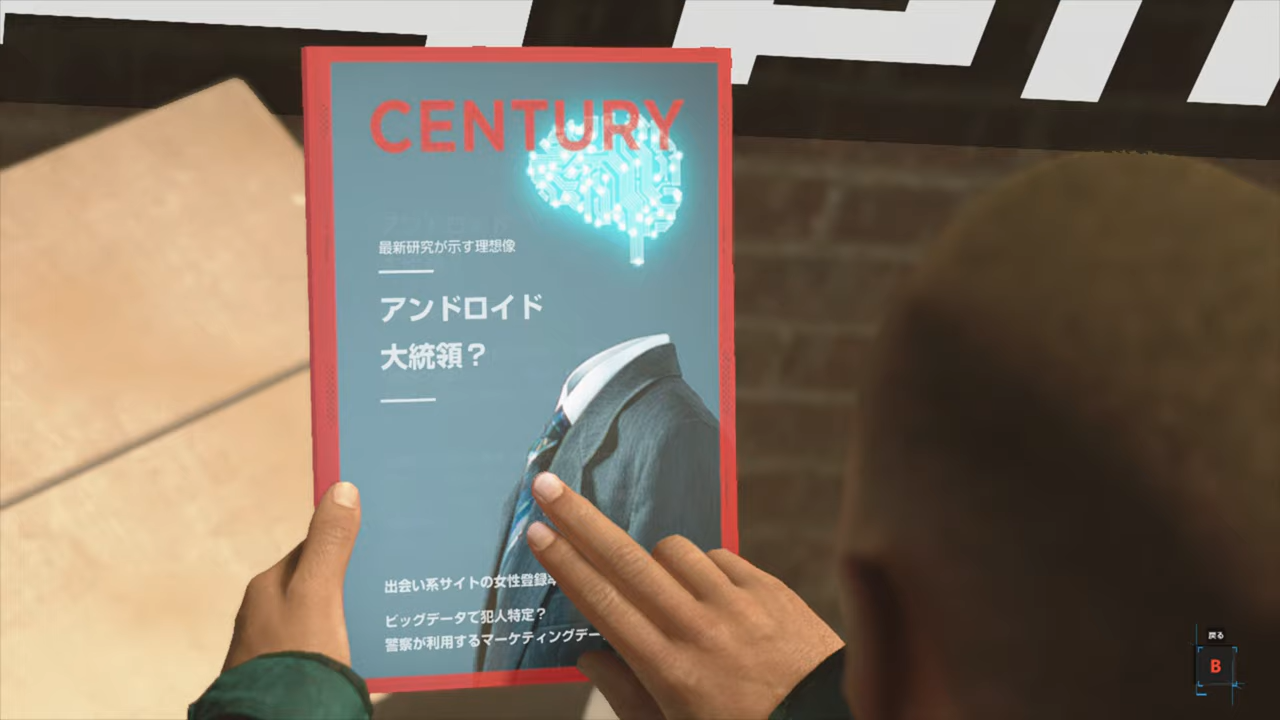 CENTURY
最新研究が示す理想像
アンドロイド
大統領？
出会い系サイトの女性登録
ビッグデータで犯人特定？
警察が利用するマーケティングデー
戻る
B